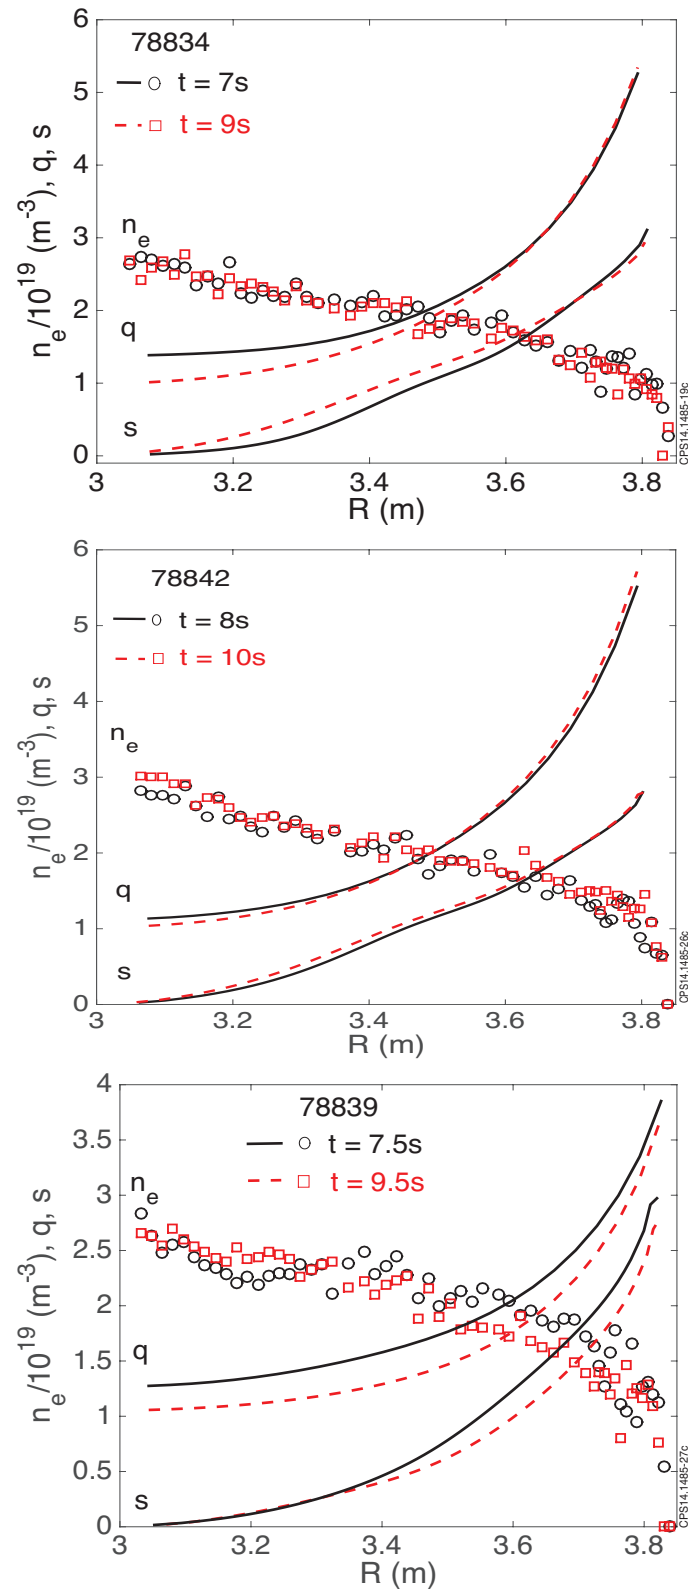 78834
t = 7s
t = 9s
n_e
q
s
n_e/10^19 (m^-3), q, s
6
5
4
3
2
1
0
3 3.2 3.4 3.6 3.8
R (m)
CPS14.1485-19c
78842
t = 8s
t = 10s
n_e
q
s
n_e/10^19 (m^-3), q, s
6
5
4
3
2
1
0
3 3.2 3.4 3.6 3.8
R (m)
CPS14.1485-26c
78839
t = 7.5s
t = 9.5s
n_e
q
s
n_e/10^19 (m^-3), q, s
4
3.5
3
2.5
2
1.5
1
0.5
0
3 3.2 3.4 3.6 3.8
R (m)
CPS14.1485-27c